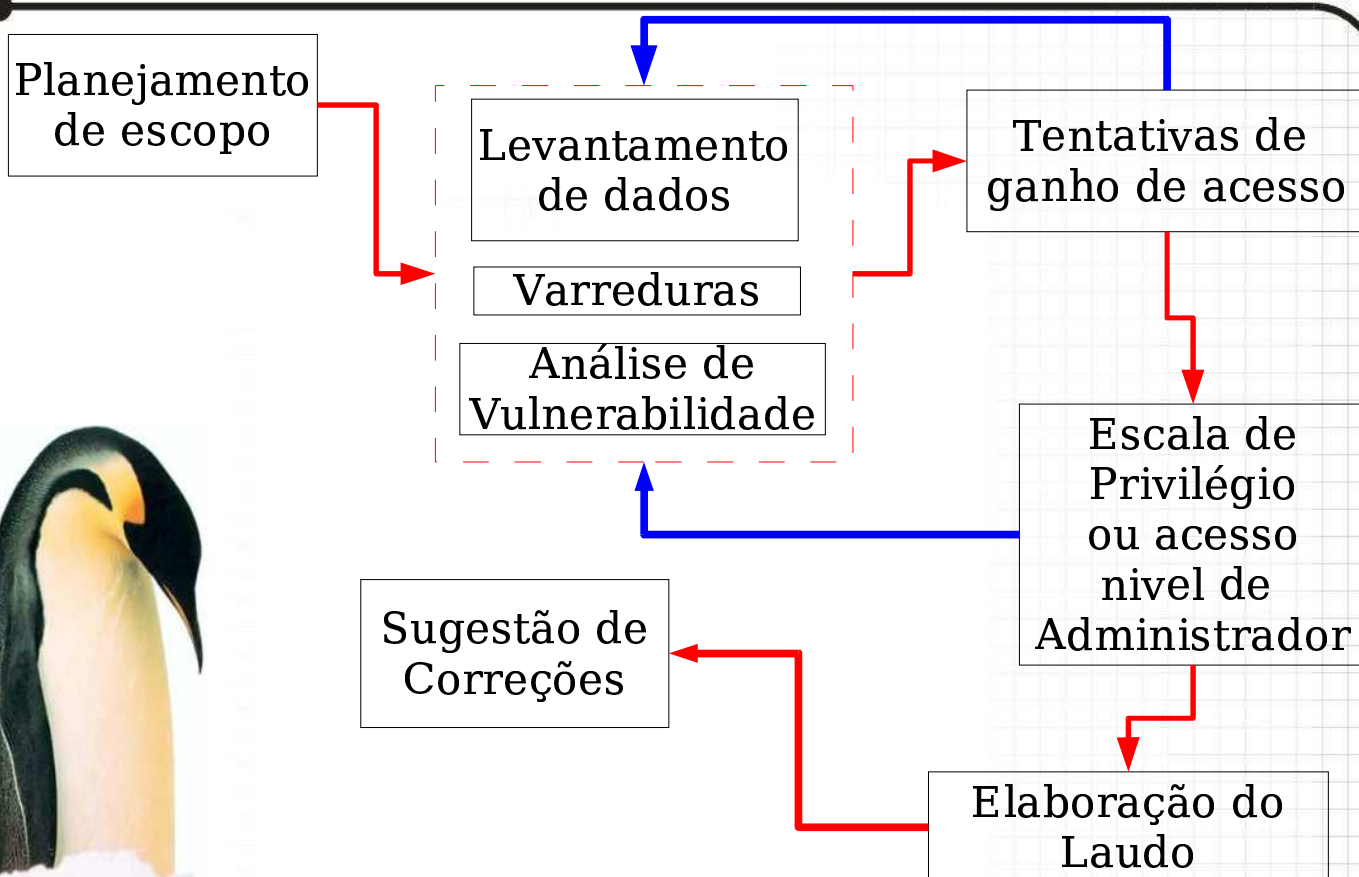 Planejamento
de escopo
Levantamento
de dados
Varreduras
Análise de
Vulnerabilidade
Tentativas de
ganho de acesso
Escala de
Privilégio
ou acesso
nivel de
Administrador
Elaboração do
Laudo
Sugestão de
Correções